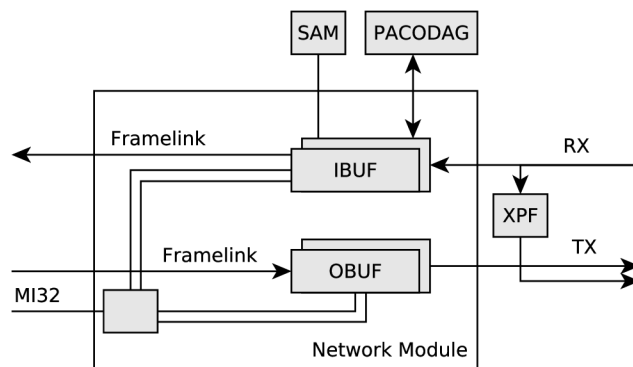 SAM
PACODAG
Framelink
RX
IBUF
XPF
Framelink
TX
OBUF
MI32
Network Module